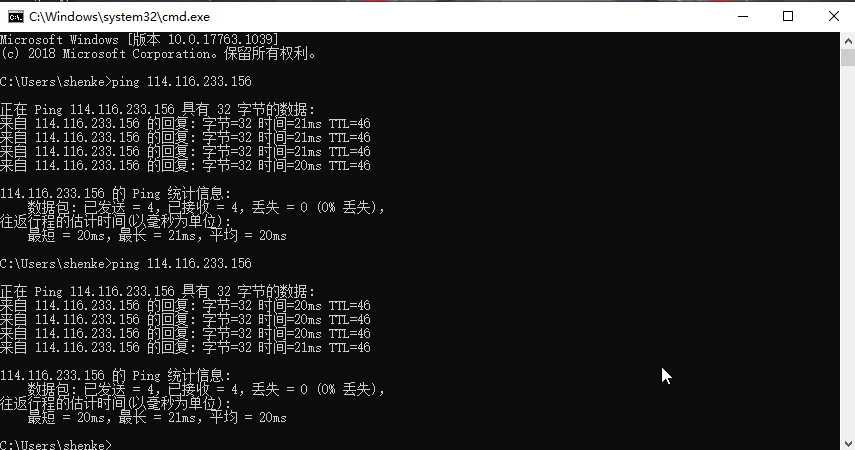 C:\Windows\system32\cmd.exe
Microsoft Windows [版本 10.0.17763.1039]
(c) 2018 Microsoft Corporation。保留所有权利。
C:\Users\shenke>ping 114.116.233.156
正在 Ping 114.116.233.156 具有 32 字节的数据:
来自 114.116.233.156 的回复: 字节=32 时间=21ms TTL=46
来自 114.116.233.156 的回复: 字节=32 时间=21ms TTL=46
来自 114.116.233.156 的回复: 字节=32 时间=21ms TTL=46
来自 114.116.233.156 的回复: 字节=32 时间=20ms TTL=46
114.116.233.156 的 Ping 统计信息:
数据包: 已发送 = 4，已接收 = 4，丢失 = 0 (0% 丢失)，
往返行程的估计时间(以毫秒为单位):
最短 = 20ms，最长 = 21ms，平均 = 20ms
C:\Users\shenke>ping 114.116.233.156
正在 Ping 114.116.233.156 具有 32 字节的数据:
来自 114.116.233.156 的回复: 字节=32 时间=20ms TTL=46
来自 114.116.233.156 的回复: 字节=32 时间=20ms TTL=46
来自 114.116.233.156 的回复: 字节=32 时间=20ms TTL=46
来自 114.116.233.156 的回复: 字节=32 时间=21ms TTL=46
114.116.233.156 的 Ping 统计信息:
数据包: 已发送 = 4，已接收 = 4，丢失 = 0 (0% 丢失)，
往返行程的估计时间(以毫秒为单位):
最短 = 20ms，最长 = 21ms，平均 = 20ms
C:\Users\shenke>